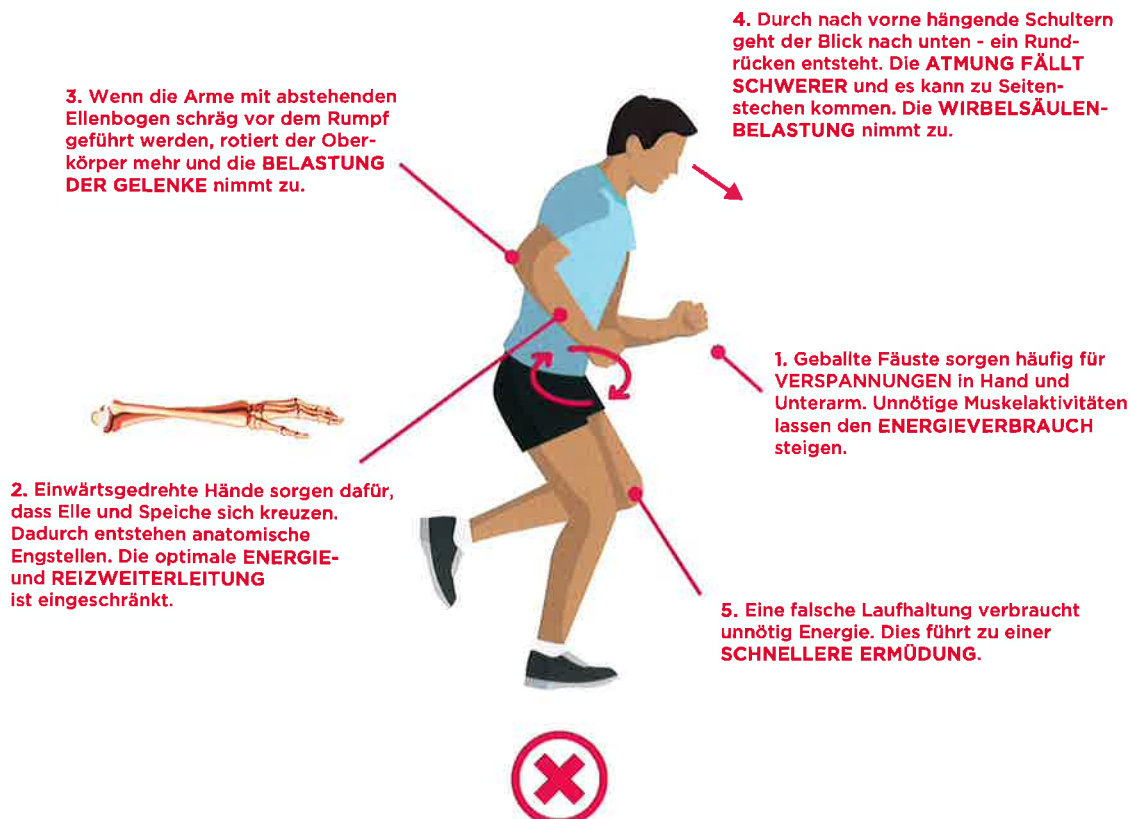 4. Durch nach vorne hängende Schultern
geht der Blick nach unten - ein Rund-
rücken entsteht. Die ATMUNG FÄLLT
SCHWERER und es kann zu Seiten-
stechen kommen. Die WIRBELSÄULEN-
BELASTUNG nimmt zu.
3. Wenn die Arme mit abstehenden
Ellenbogen schräg vor dem Rumpf
geführt werden, rotiert der Ober-
körper mehr und die BELASTUNG
DER GELENKE nimmt zu.
1. Geballte Fäuste sorgen häufig für
VERSPANNUNGEN in Hand und
Unterarm. Unnötige Muskelaktivitäten
lassen den ENERGIEVERBRAUCH
steigen.
2. Einwärtsgedrehte Hände sorgen dafür,
dass Elle und Speiche sich kreuzen.
Dadurch entstehen anatomische
Engstellen. Die optimale ENERGIE-
und REIZWEITERLEITUNG
ist eingeschränkt.
5. Eine falsche Laufhaltung verbraucht
unnötig Energie. Dies führt zu einer
SCHNELLERE ERMÜDUNG.